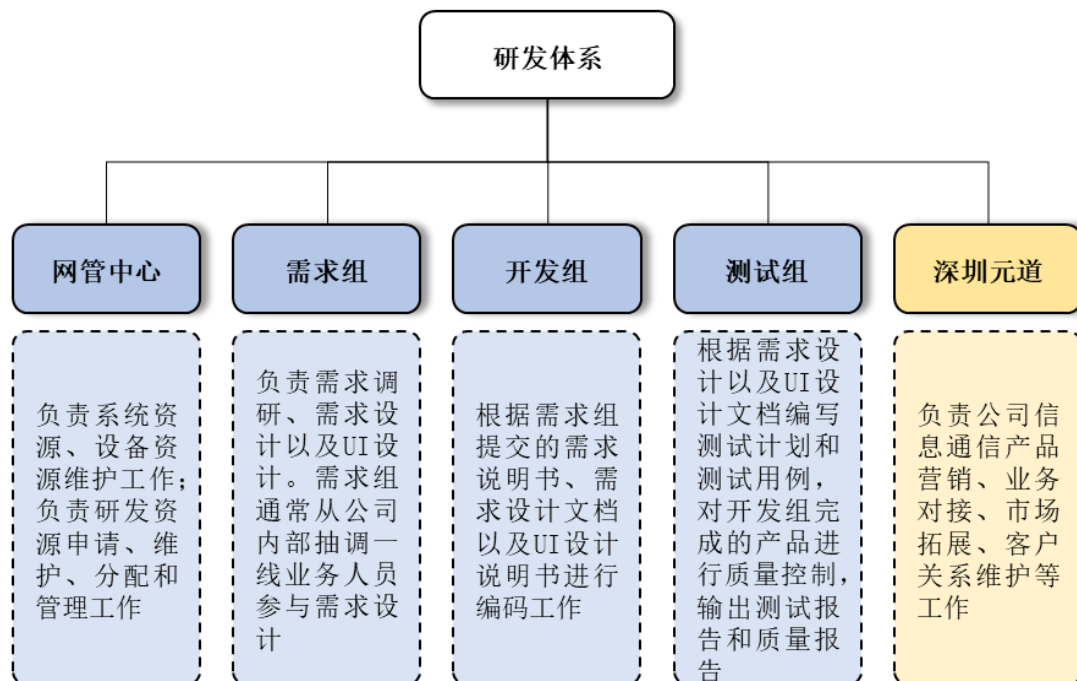 研发体系
网管中心
需求组
开发组
测试组
深圳元道
负责系统资
源、设备资
源维护工作；
负责研发资
源申请、维
护、分配和
管理工作
负责需求调
研、需求设
计以及UI设
计。需求组
通常从公司
内部抽调一
线业务人员
参与需求设
计
根据需求组
提交的需求
说明书、需
求设计文档
以及UI设计
说明书进行
编码工作
根据需求设
计以及UI设
计文档编写
测试计划和
测试用例，
对开发组完
成的产品进
行质量控制，
输出测试报
告和质量报
告
负责公司信
息通信产品
营销、业务
对接、市场
拓展、客户
关系维护等
工作